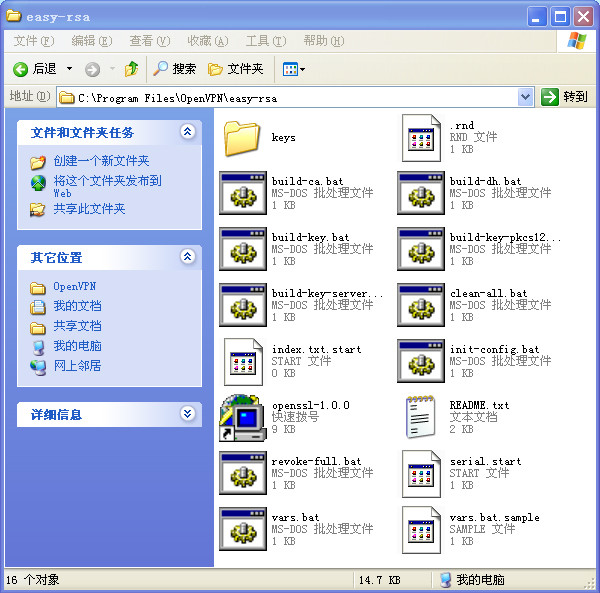 easy-rsa
文件(F) 编辑(E) 查看(V) 收藏(A) 工具(T) 帮助(H)
后退 搜索 文件夹
地址(D) C:\Program Files\OpenVPN\easy-rsa 转到
文件和文件夹任务
创建一个新文件夹
将这个文件夹发布到
Web
共享此文件夹
其它位置
OpenVPN
我的文档
共享文档
我的电脑
网上邻居
详细信息
keys
.rnd
RND 文件
1 KB
build-ca.bat
MS-DOS 批处理文件
1 KB
build-dh.bat
MS-DOS 批处理文件
1 KB
build-key.bat
MS-DOS 批处理文件
1 KB
build-key-pkcs12...
MS-DOS 批处理文件
1 KB
build-key-server...
MS-DOS 批处理文件
1 KB
clean-all.bat
MS-DOS 批处理文件
1 KB
index.txt.start
START 文件
0 KB
init-config.bat
MS-DOS 批处理文件
1 KB
openssl-1.0.0
快速拨号
9 KB
README.txt
文本文档
2 KB
revoke-full.bat
MS-DOS 批处理文件
1 KB
serial.start
START 文件
1 KB
vars.bat
MS-DOS 批处理文件
1 KB
vars.bat.sample
SAMPLE 文件
1 KB
16 个对象 14.7 KB 我的电脑